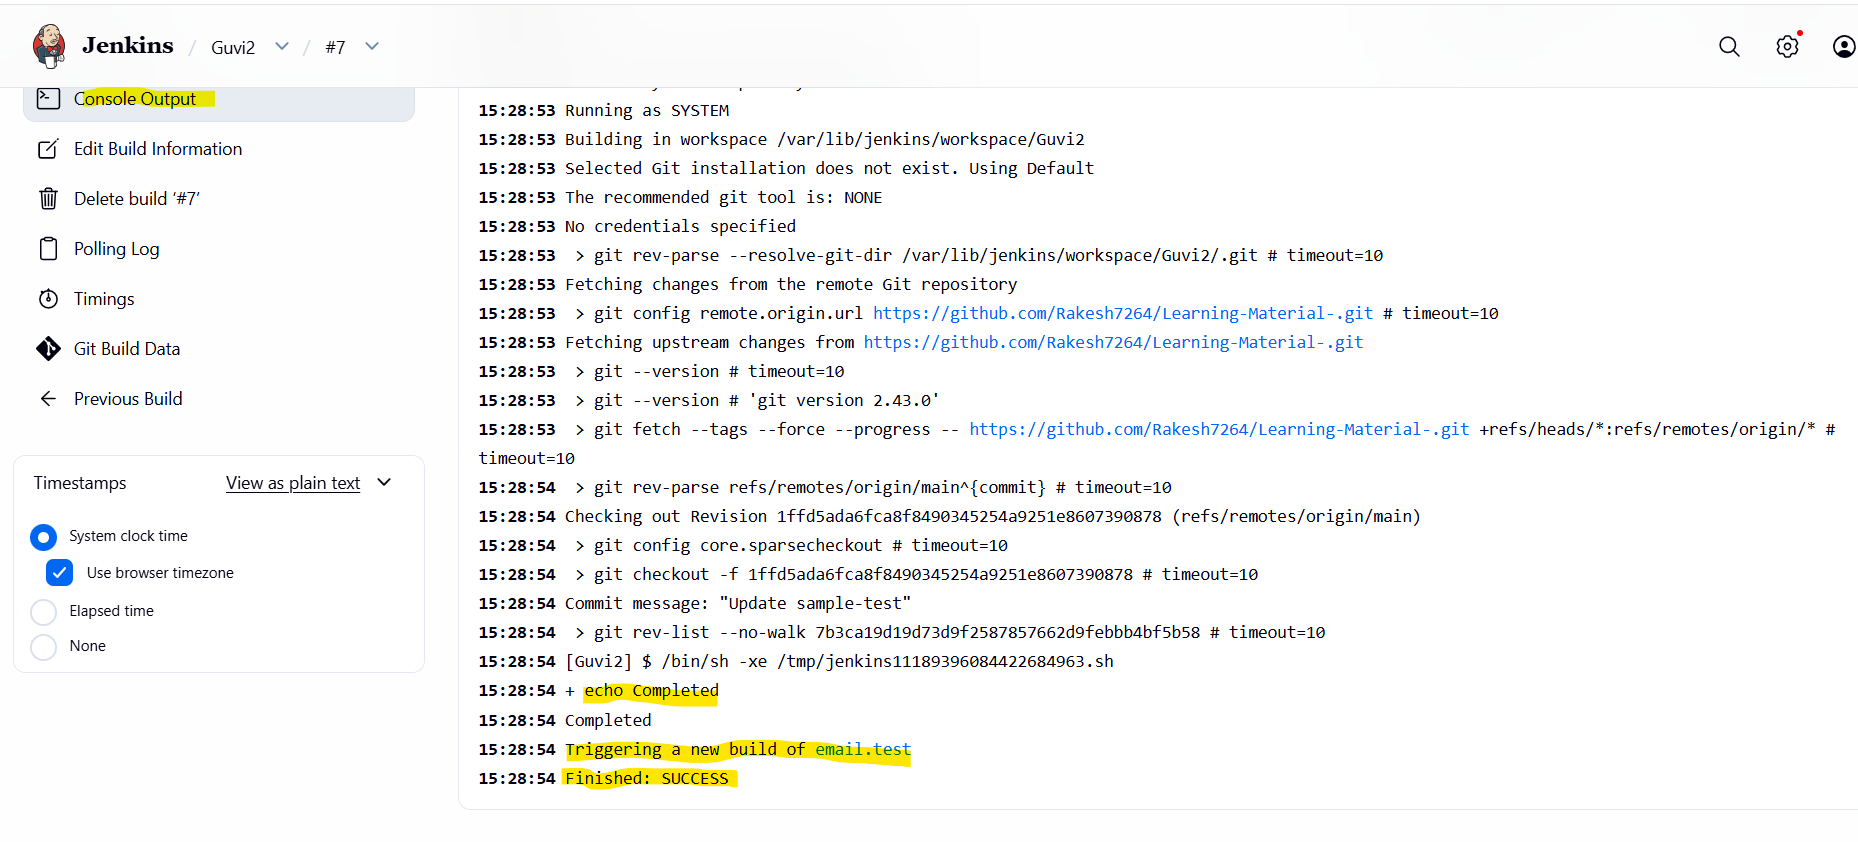 Jenkins / Guvi2 / #7
Console Output
Edit Build Information
Delete build ‘#7’
Polling Log
Timings
Git Build Data
Previous Build
Timestamps View as plain text
System clock time
Use browser timezone
Elapsed time
None
15:28:53 Running as SYSTEM
15:28:53 Building in workspace /var/lib/jenkins/workspace/Guvi2
15:28:53 Selected Git installation does not exist. Using Default
15:28:53 The recommended git tool is: NONE
15:28:53 No credentials specified
15:28:53  > git rev-parse --resolve-git-dir /var/lib/jenkins/workspace/Guvi2/.git # timeout=10
15:28:53 Fetching changes from the remote Git repository
15:28:53  > git config remote.origin.url https://github.com/Rakesh7264/Learning-Material-.git # timeout=10
15:28:53 Fetching upstream changes from https://github.com/Rakesh7264/Learning-Material-.git
15:28:53  > git --version # timeout=10
15:28:53  > git --version # 'git version 2.43.0'
15:28:53  > git fetch --tags --force --progress -- https://github.com/Rakesh7264/Learning-Material-.git +refs/heads/*:refs/remotes/origin/* #
timeout=10
15:28:54  > git rev-parse refs/remotes/origin/main^{commit} # timeout=10
15:28:54 Checking out Revision 1ffd5ada6fca8f8490345254a9251e8607390878 (refs/remotes/origin/main)
15:28:54  > git config core.sparsecheckout # timeout=10
15:28:54  > git checkout -f 1ffd5ada6fca8f8490345254a9251e8607390878 # timeout=10
15:28:54 Commit message: "Update sample-test"
15:28:54  > git rev-list --no-walk 7b3ca19d19d73d9f2587857662d9febbb4bf5b58 # timeout=10
15:28:54 [Guvi2] $ /bin/sh -xe /tmp/jenkins11189396084422684963.sh
15:28:54 + echo Completed
15:28:54 Completed
15:28:54 Triggering a new build of email.test
15:28:54 Finished: SUCCESS